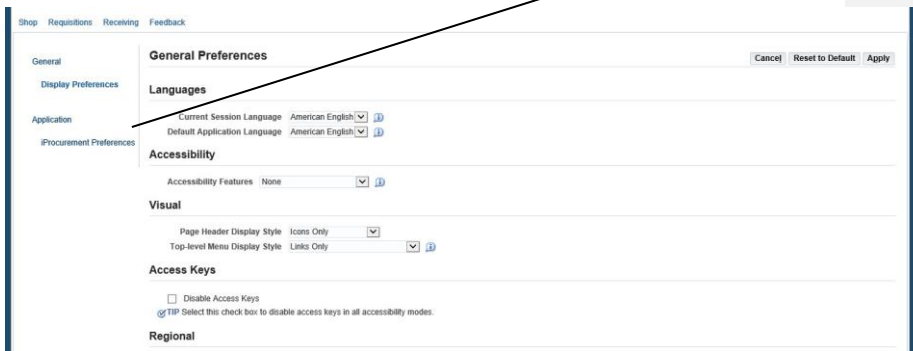 Shop Requisitions Receiving Feedback
General
Display Preferences
Application
iProcurement Preferences
General Preferences
Cancel Reset to Default Apply
Languages
Current Session Language American English
Default Application Language American English
Accessibility
Accessibility Features None
Visual
Page Header Display Style Icons Only
Top-level Menu Display Style Links Only
Access Keys
Disable Access Keys
TIP Select this check box to disable access keys in all accessibility modes.
Regional